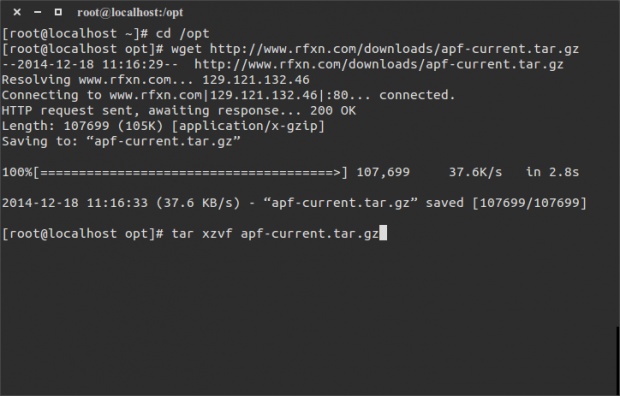 root@localhost:/opt
[root@localhost ~]# cd /opt
[root@localhost opt]# wget http://www.rfxn.com/downloads/apf-current.tar.gz
--2014-12-18 11:16:29--  http://www.rfxn.com/downloads/apf-current.tar.gz
Resolving www.rfxn.com... 129.121.132.46
Connecting to www.rfxn.com|129.121.132.46|:80... connected.
HTTP request sent, awaiting response... 200 OK
Length: 107699 (105K) [application/x-gzip]
Saving to: “apf-current.tar.gz”
100%[======================================>] 107,699     37.6K/s   in 2.8s
2014-12-18 11:16:33 (37.6 KB/s) - “apf-current.tar.gz” saved [107699/107699]
[root@localhost opt]# tar xzvf apf-current.tar.gz